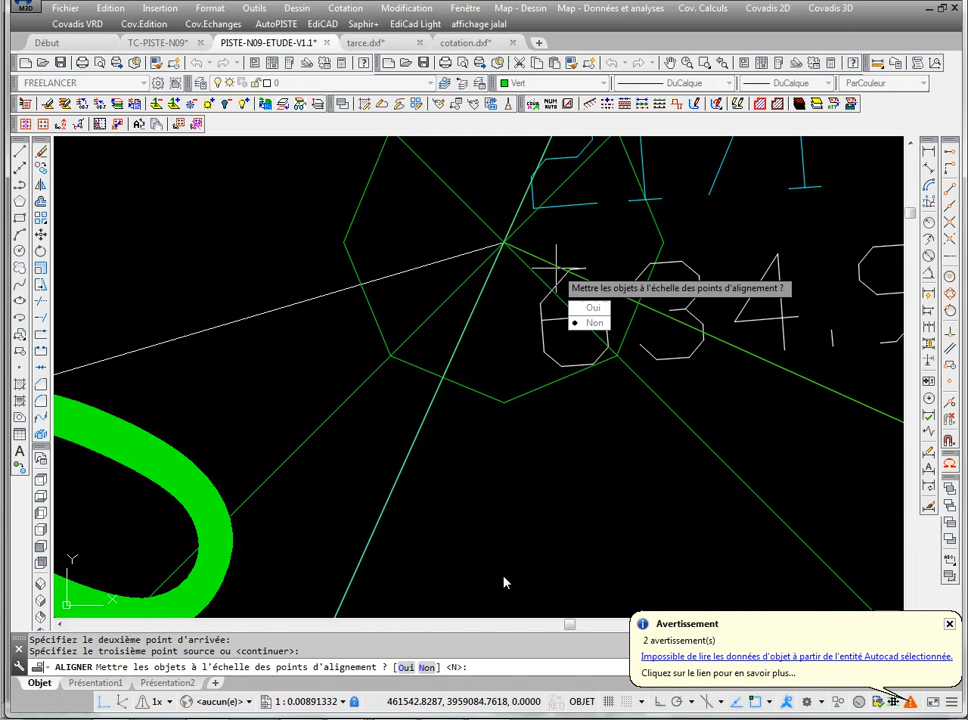 M3D
Fichier Edition Insertion Format Outils Dessin Cotation Modification Fenêtre Map - Dessin Map - Données et analyses Cov. Calculs Covadis 2D Covadis 3D
Covadis VRD Cov.Edition Cov.Echanges AutoPISTE EdiCAD Saphir+ EdiCad Light affichage jalal
Début TC-PISTE-N09* PISTE-N09-ETUDE-V1.1* tarce.dxf* cotation.dxf*
FREELANCER 0 Vert DuCalque DuCalque ParCouleur
834.
Mettre les objets à l'échelle des points d'alignement ?
Oui
Non
Y
X
Spécifiez le deuxième point d'arrivée:
Spécifiez le troisième point source ou <continuer>:
ALIGNER Mettre les objets à l'échelle des points d'alignement ? [Oui Non] <N>:
Avertissement
2 avertissement(s)
Impossible de lire les données d'objet à partir de l'entité Autocad sélectionnée.
Cliquez sur le lien pour en savoir plus...
Objet Présentation1 Présentation2
1x <aucun(e)> 1 : 0.00891332 461542.8287, 3959084.7618, 0.0000 OBJET